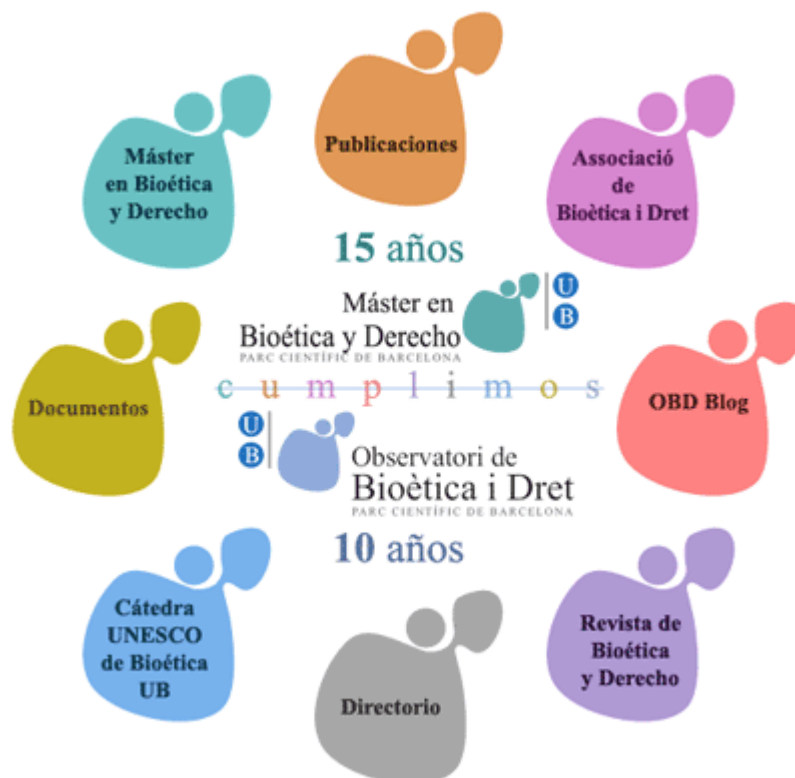 Publicaciones
Máster
en Bioética
y Derecho
Associació
de
Bioètica i Dret
15 años
Máster en
Bioética y Derecho
PARC CIENTÍFIC DE BARCELONA
U
B
cumplimos
Documentos
OBD Blog
U
B
Observatori de
Bioètica i Dret
PARC CIENTÍFIC DE BARCELONA
10 años
Cátedra
UNESCO
de Bioética
UB
Revista de
Bioética
y Derecho
Directorio